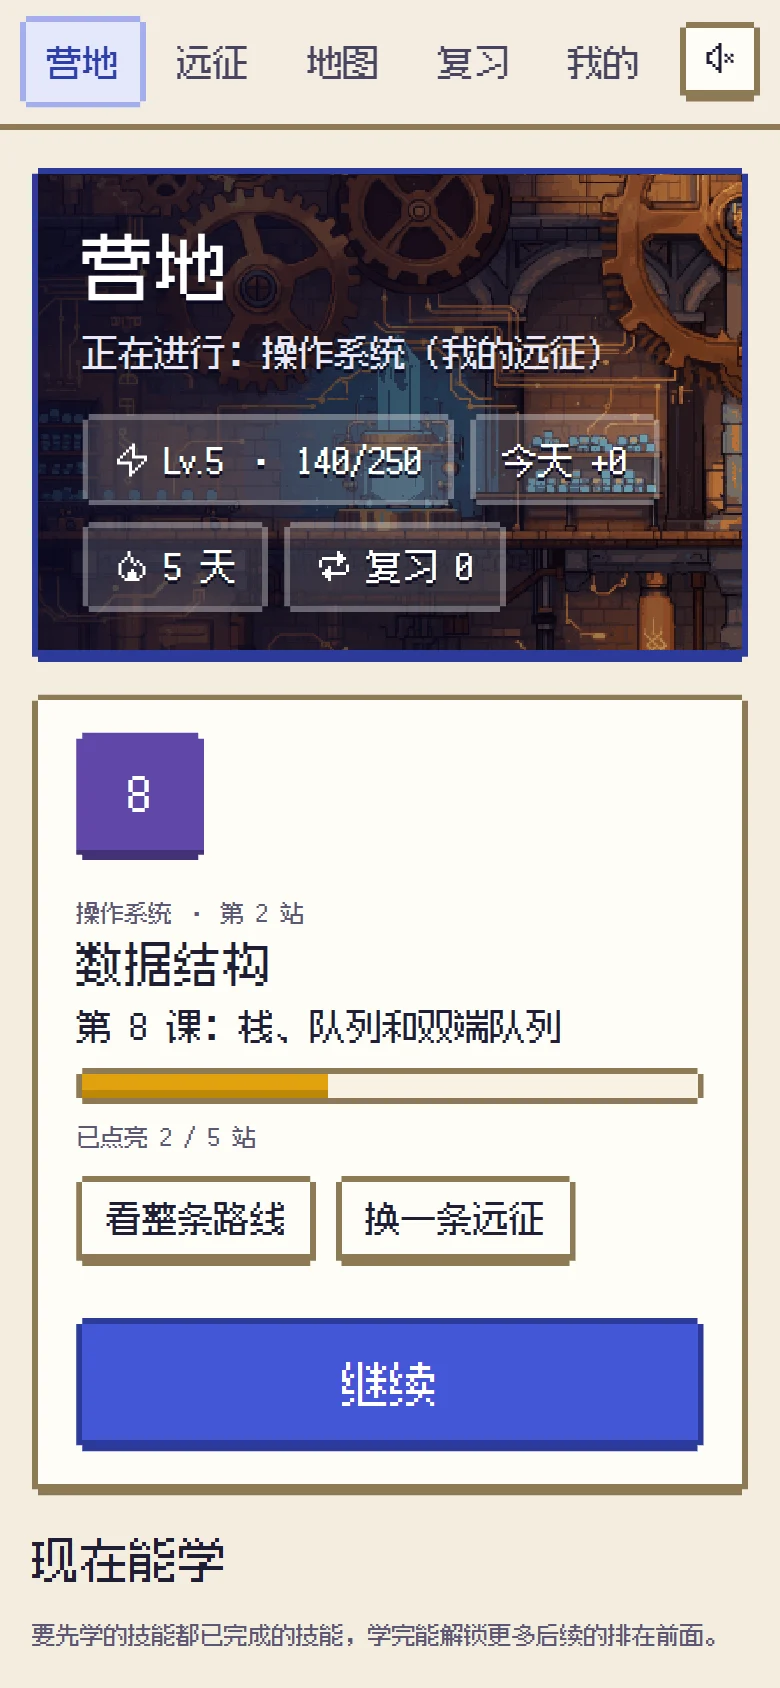 营地 远征 地图 复习 我的
营地
正在进行：操作系统（我的远征）
Lv.5 · 140/250 今天 +0
5 天 复习 0
8
操作系统 · 第 2 站
数据结构
第 8 课：栈、队列和双端队列
已点亮 2 / 5 站
看整条路线 换一条远征
继续
现在能学
要先学的技能都已完成的技能，学完能解锁更多后续的排在前面。